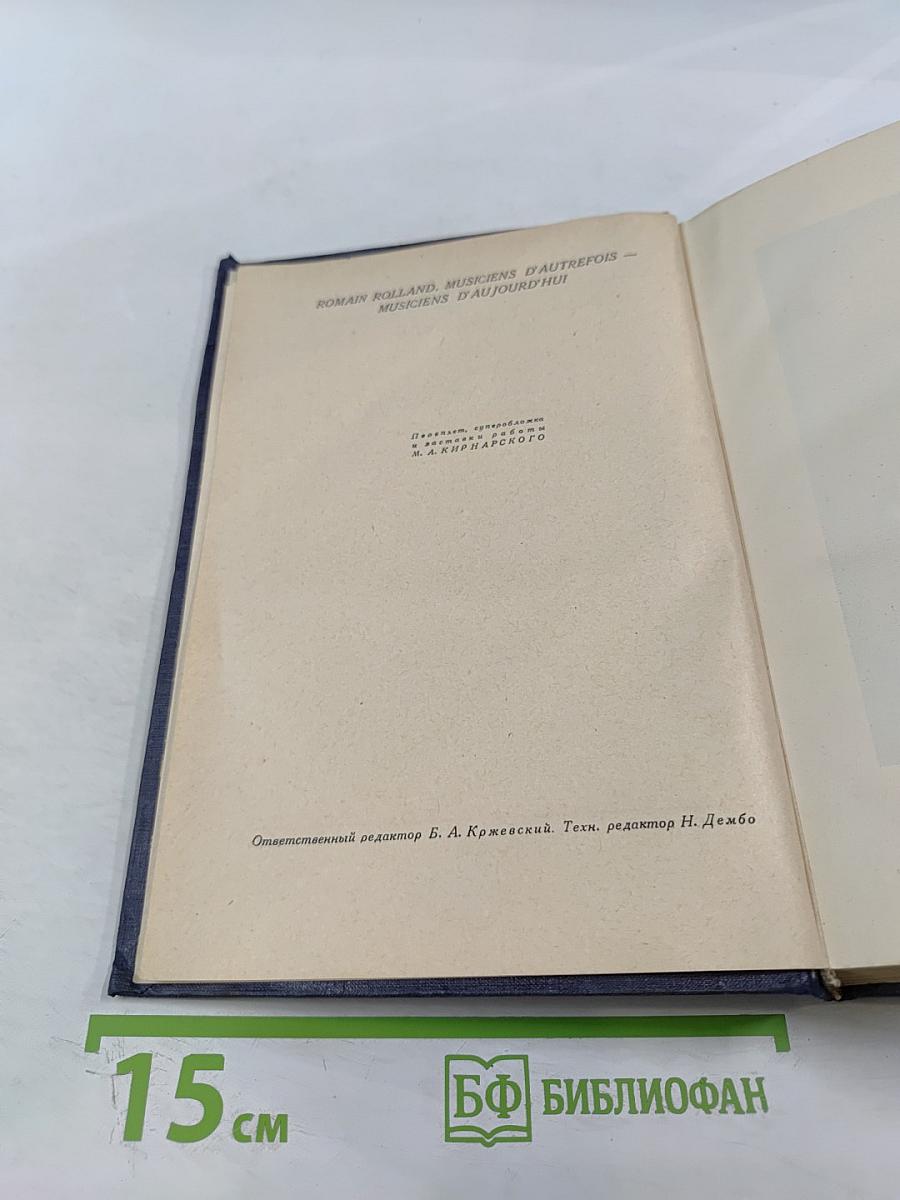 ROMAIN ROLLAND. MUSICIENS D'AUTREFOIS —
MUSICIENS D'AUJOURD'HUI
Переплет, суперобложка
и заставки работы
М. А. КИРНАРСКОГО
Ответственный редактор Б. А. Кржевский. Техн. редактор Н. Дембо
15 см
БФ БИБЛИОФАН